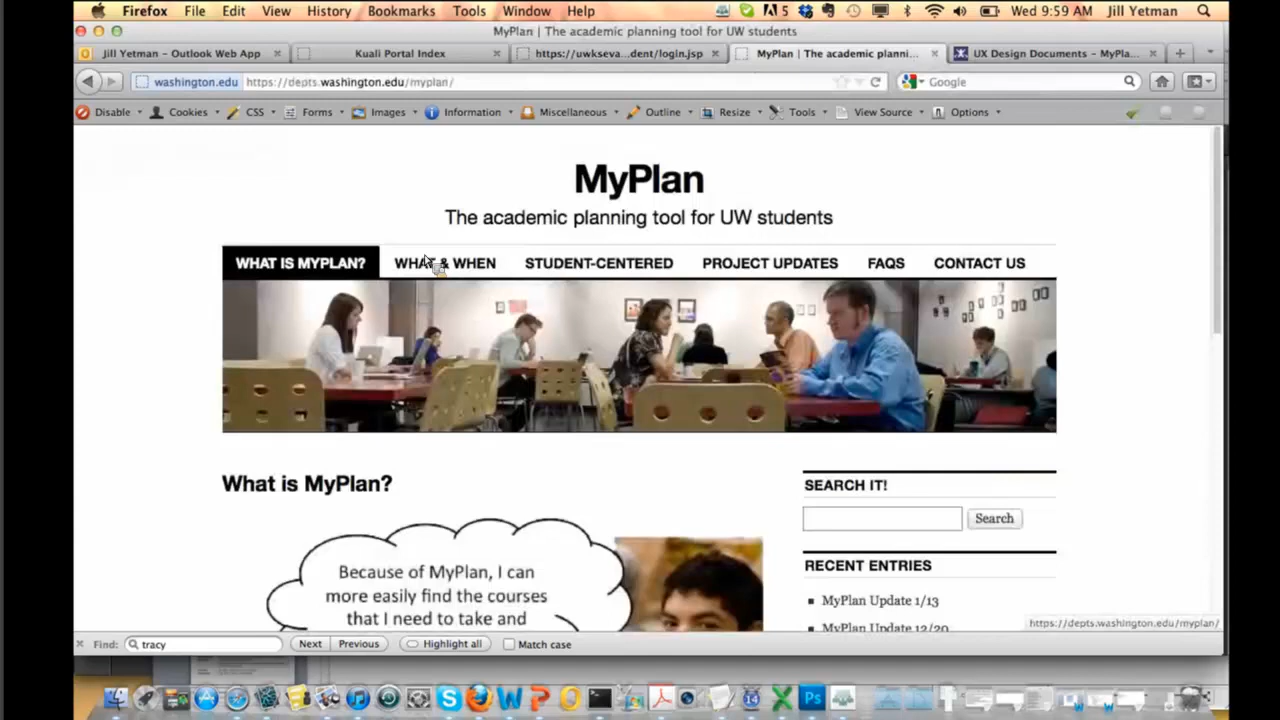 Firefox File Edit View History Bookmarks Tools Window Help 5 Wed 9:59 AM Jill Yetman
MyPlan | The academic planning tool for UW students
Jill Yetman - Outlook Web App Kuali Portal Index https://uwkseva...dent/login.jsp MyPlan | The academic planni... UX Design Documents - MyPla...
washington.edu https://depts.washington.edu/myplan/ Google
Disable Cookies CSS Forms Images Information Miscellaneous Outline Resize Tools View Source Options
MyPlan
The academic planning tool for UW students
WHAT IS MYPLAN? WHAT & WHEN STUDENT-CENTERED PROJECT UPDATES FAQS CONTACT US
What is MyPlan?
SEARCH IT!
Search
Because of MyPlan, I can
more easily find the courses
that I need to take and
RECENT ENTRIES
MyPlan Update 1/13
MyPlan Update 12/20
https://depts.washington.edu/myplan/
Find: tracy Next Previous Highlight all Match case